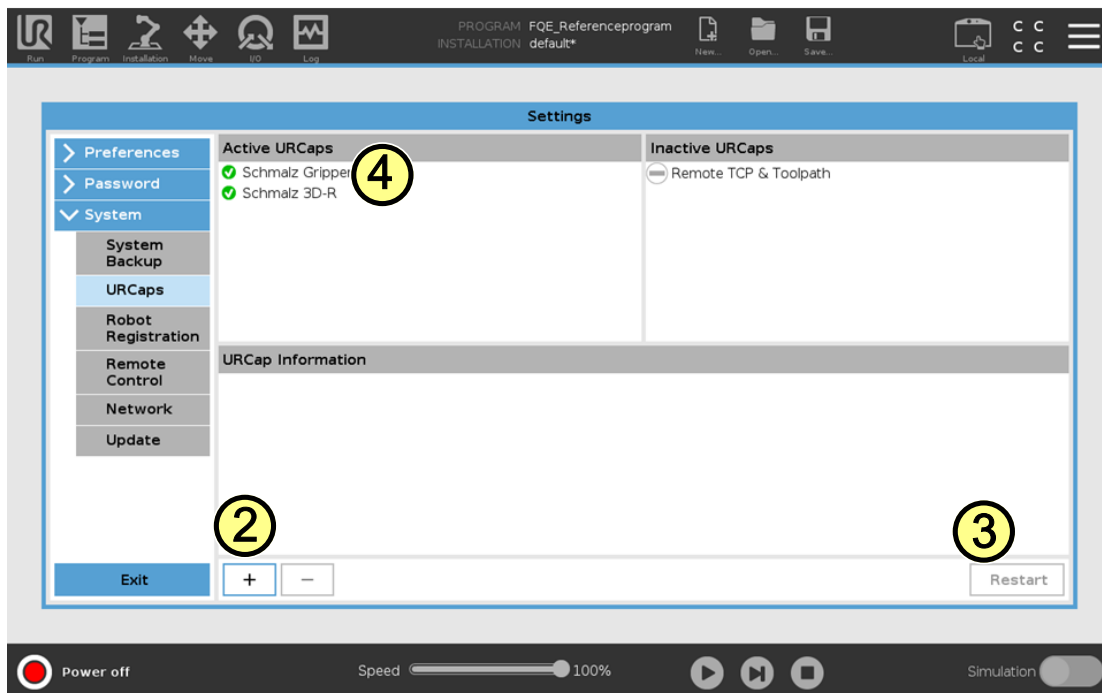 PROGRAM FQE_Referenceprogram
INSTALLATION default*
Run Program Installation Move I/O Log New... Open... Save... Local
C C
C C
Settings
Preferences
Password
System
System
Backup
URCaps
Robot
Registration
Remote
Control
Network
Update
Exit
Active URCaps
Schmalz Gripper
Schmalz 3D-R
4
Inactive URCaps
Remote TCP & Toolpath
URCap Information
2
3
+ −
Restart
Power off
Speed 100%
Simulation